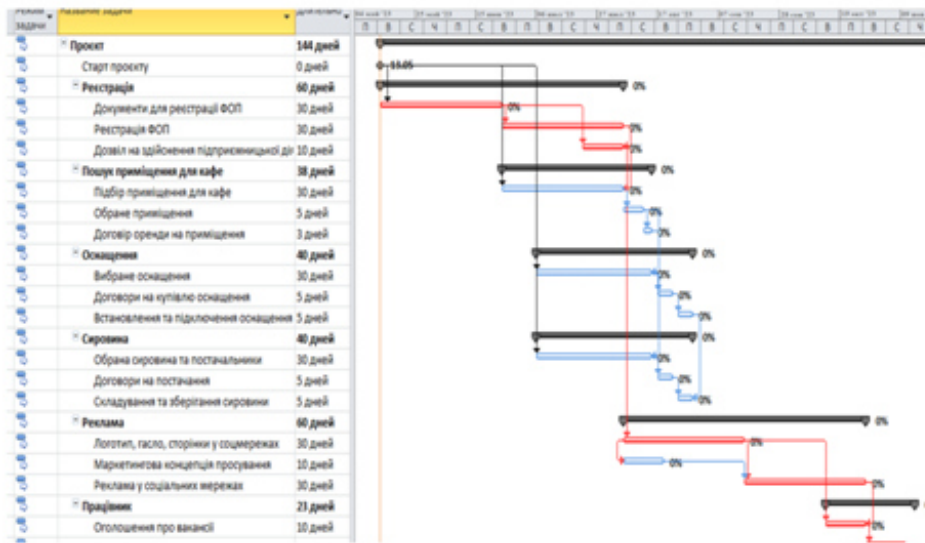 задачи
Проєкт 144 дней
Старт проєкту 0 дней 13.05
Реєстрація 60 дней 0%
Документи для реєстрації ФОП 30 дней 0%
Реєстрація ФОП 30 дней 0%
Дозвіл на здійснення підприємницької дія 10 дней 0%
Пошук приміщення для кафе 38 дней 0%
Підбір приміщення для кафе 30 дней 0%
Обране приміщення 5 дней 0%
Договір оренди на приміщення 3 дней 0%
Оснащення 40 дней 0%
Вибране оснащення 30 дней 0%
Договори на купівлю оснащення 5 дней 0%
Встановлення та підключення оснащення 5 дней 0%
Сировина 40 дней 0%
Обрана сировина та постачальники 30 дней 0%
Договори на постачання 5 дней 0%
Складування та зберігання сировини 5 дней 0%
Реклама 60 дней 0%
Логотип, гасло, сторінки у соцмережах 30 дней 0%
Маркетингова концепція просування 10 дней 0%
Реклама у соціальних мережах 30 дней 0%
Працівник 23 дней
Оголошення про вакансії 10 дней 0%